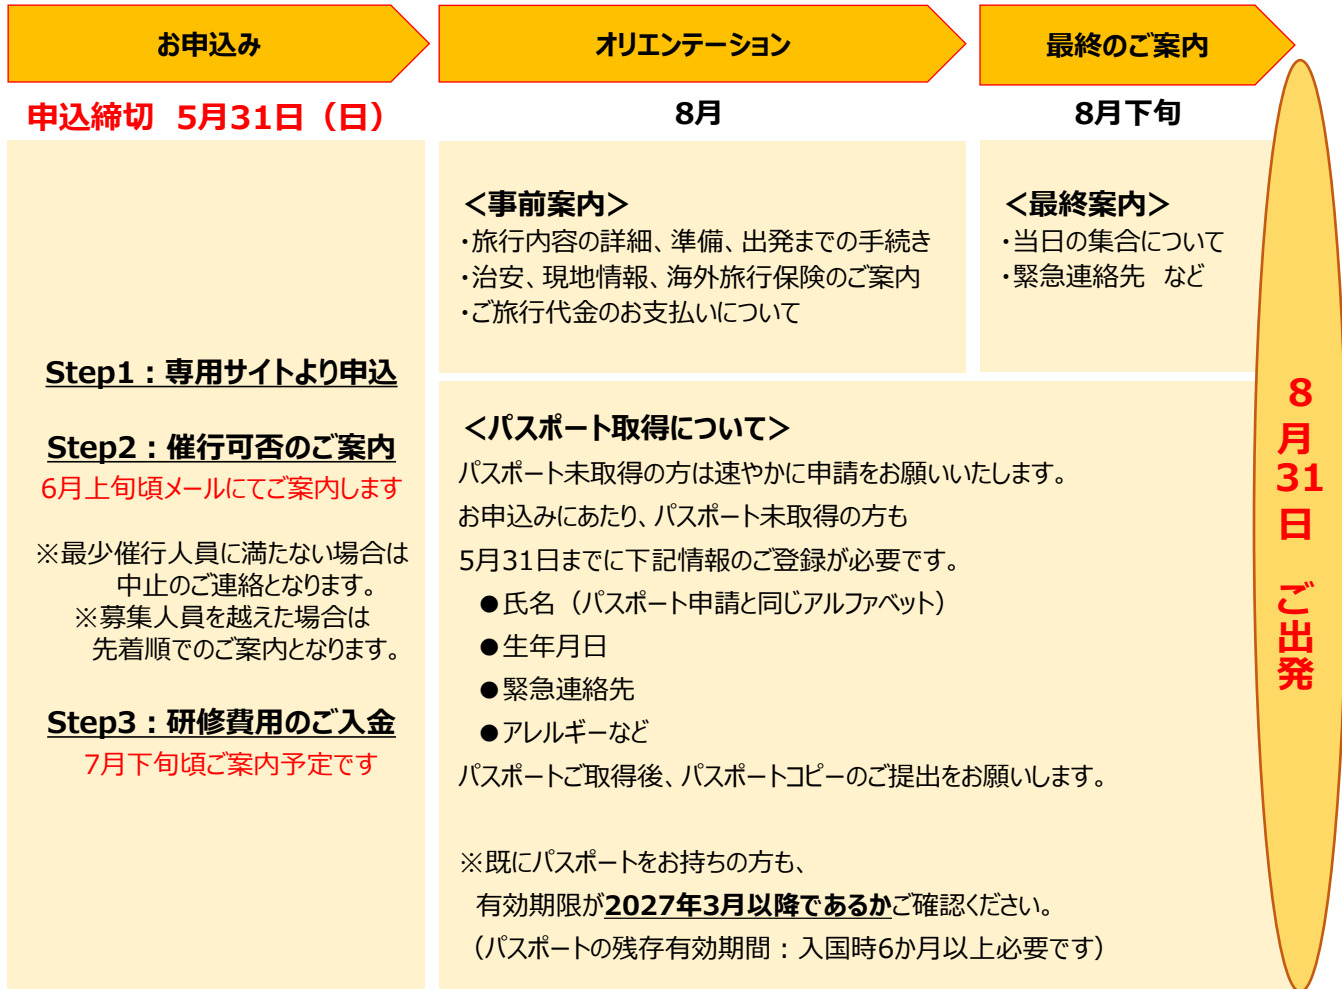 お申込み
オリエンテーション
最終のご案内
申込締切 5月31日（日）
8月
8月下旬
Step1：専用サイトより申込
Step2：催行可否のご案内
6月上旬頃メールにてご案内します
※最少催行人員に満たない場合は
中止のご連絡となります。
※募集人員を越えた場合は
先着順でのご案内となります。
Step3：研修費用のご入金
7月下旬頃ご案内予定です
＜事前案内＞
・旅行内容の詳細、準備、出発までの手続き
・治安、現地情報、海外旅行保険のご案内
・ご旅行代金のお支払いについて
＜最終案内＞
・当日の集合について
・緊急連絡先　など
＜パスポート取得について＞
パスポート未取得の方は速やかに申請をお願いいたします。
お申込みにあたり、パスポート未取得の方も
5月31日までに下記情報のご登録が必要です。
●氏名（パスポート申請と同じアルファベット）
●生年月日
●緊急連絡先
●アレルギーなど
パスポートご取得後、パスポートコピーのご提出をお願いします。
※既にパスポートをお持ちの方も、
有効期限が2027年3月以降であるかご確認ください。
（パスポートの残存有効期間：入国時6か月以上必要です）
8月31日　ご出発